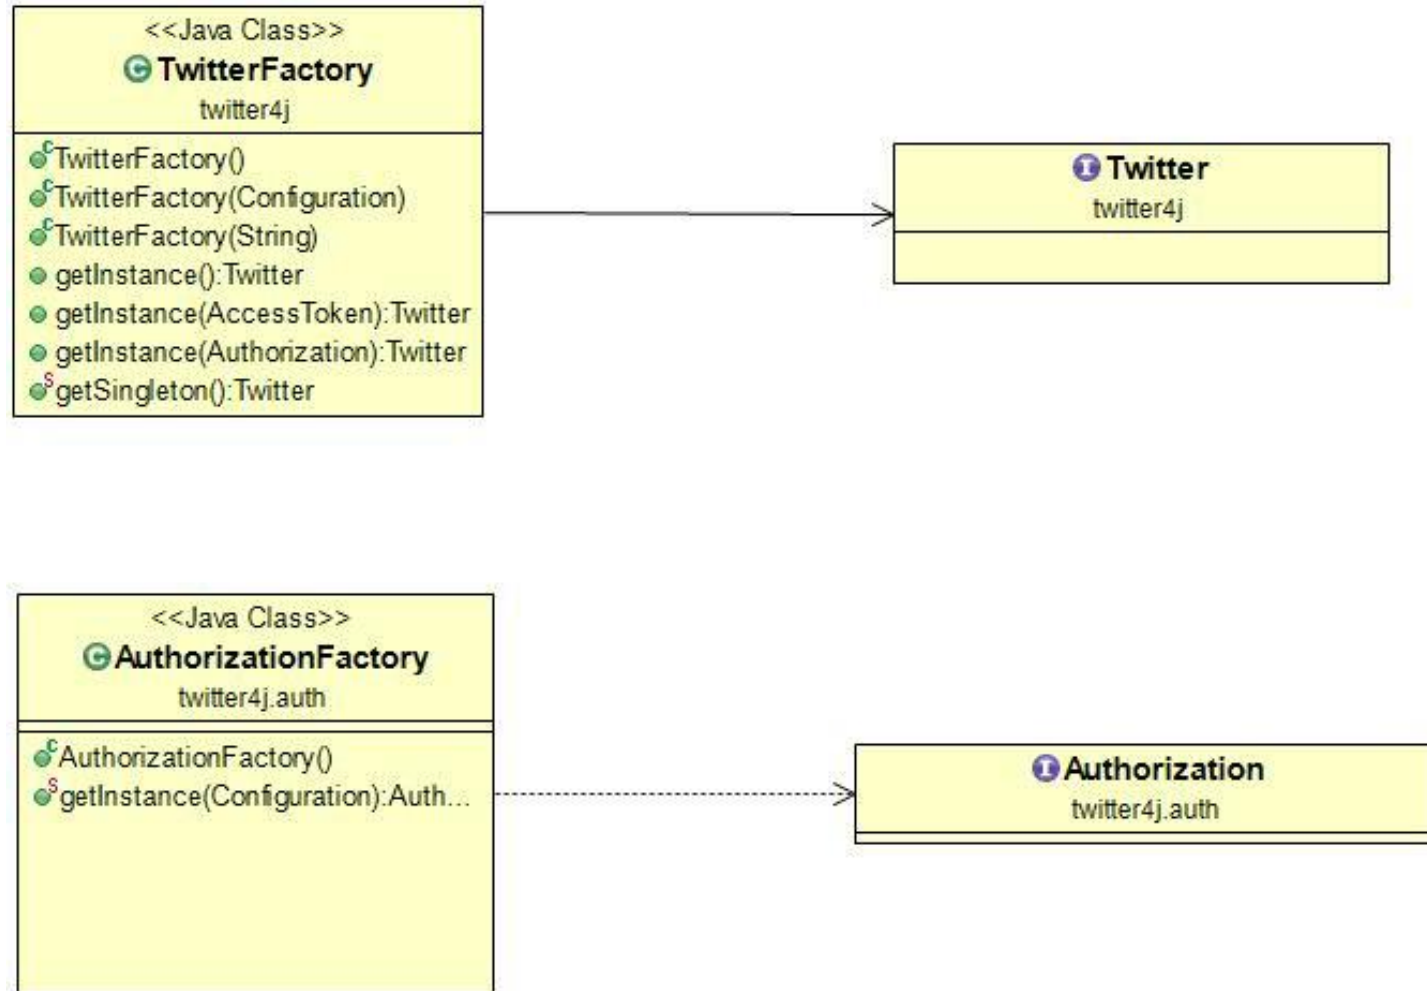 <<Java Class>>
TwitterFactory
twitter4j
TwitterFactory()
TwitterFactory(Configuration)
TwitterFactory(String)
getInstance():Twitter
getInstance(AccessToken):Twitter
getInstance(Authorization):Twitter
getSingleton():Twitter
Twitter
twitter4j
<<Java Class>>
AuthorizationFactory
twitter4j.auth
AuthorizationFactory()
getInstance(Configuration):Auth...
Authorization
twitter4j.auth